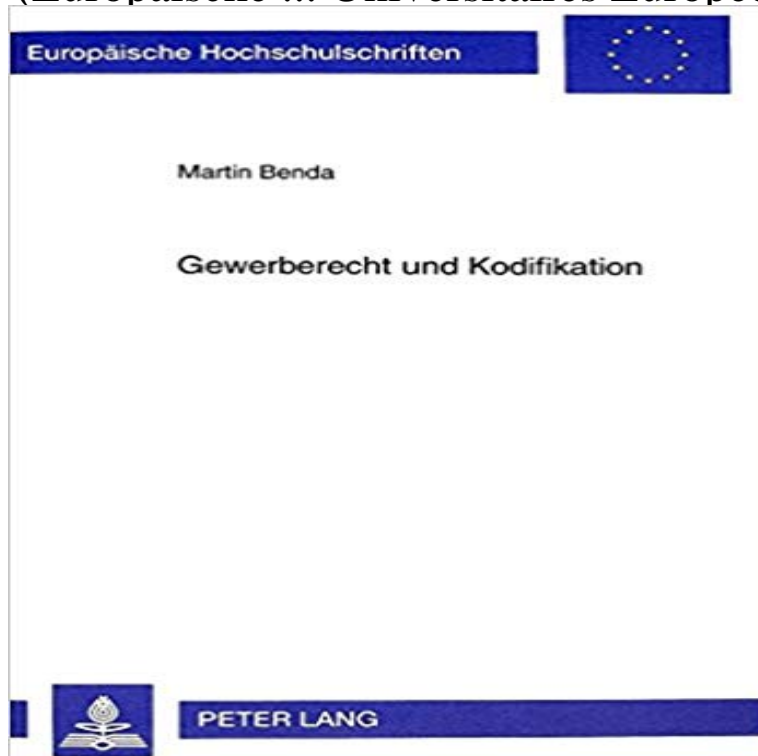 Europäische Hochschulschriften
Martin Benda
Gewerberecht und Kodifikation
PETER LANG